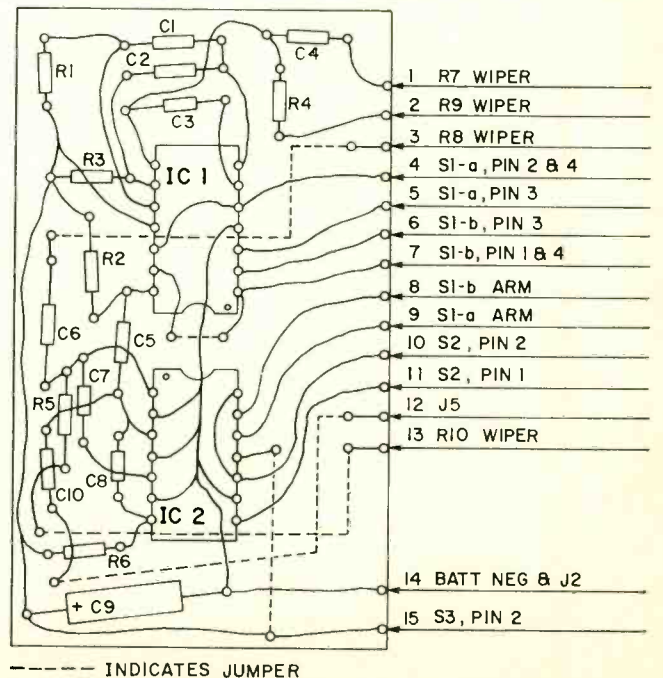 C1
C2
C4
R1
C3
R4
R3
IC 1
R2
C6
C5
C7
R5
C8
C10
IC 2
R6
+ C9
1 R7 WIPER
2 R9 WIPER
3 R8 WIPER
4 S1-a, PIN 2 & 4
5 S1-a, PIN 3
6 S1-b, PIN 3
7 S1-b, PIN 1 & 4
8 S1-b ARM
9 S1-a ARM
10 S2, PIN 2
11 S2, PIN 1
12 J5
13 R10 WIPER
14 BATT NEG & J2
15 S3, PIN 2
----- INDICATES JUMPER